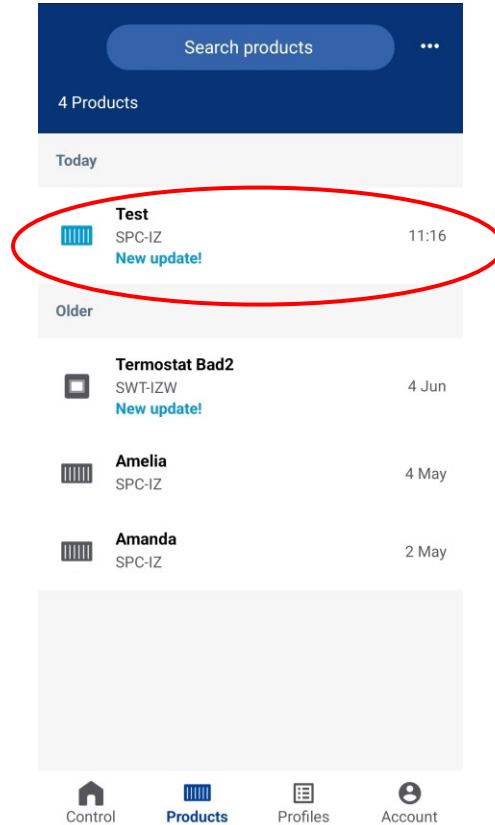 Search products
4 Products
Today
Test
SPC-IZ
11:16
New update!
Older
Termostat Bad2
SWT-IZW
4 Jun
New update!
Amelia
SPC-IZ
4 May
Amanda
SPC-IZ
2 May
Control Products Profiles Account